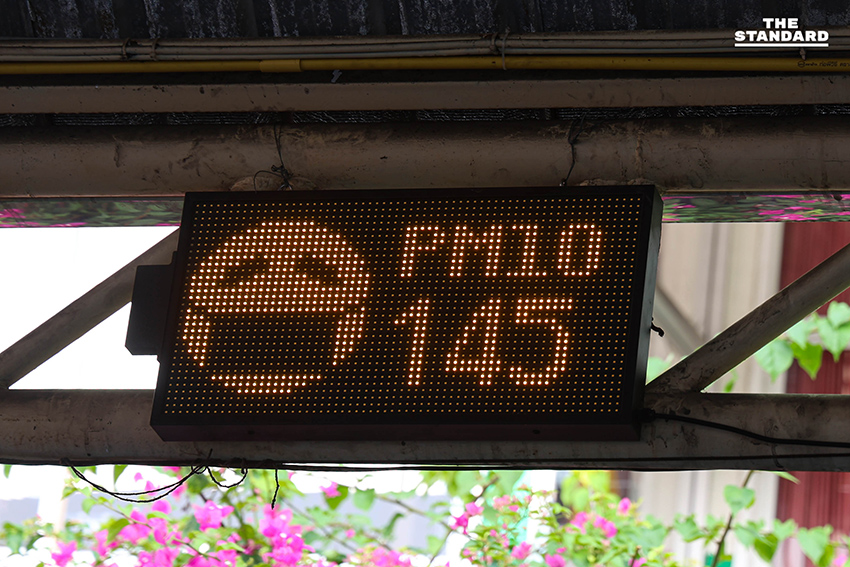 THE
STANDARD
PM10
145